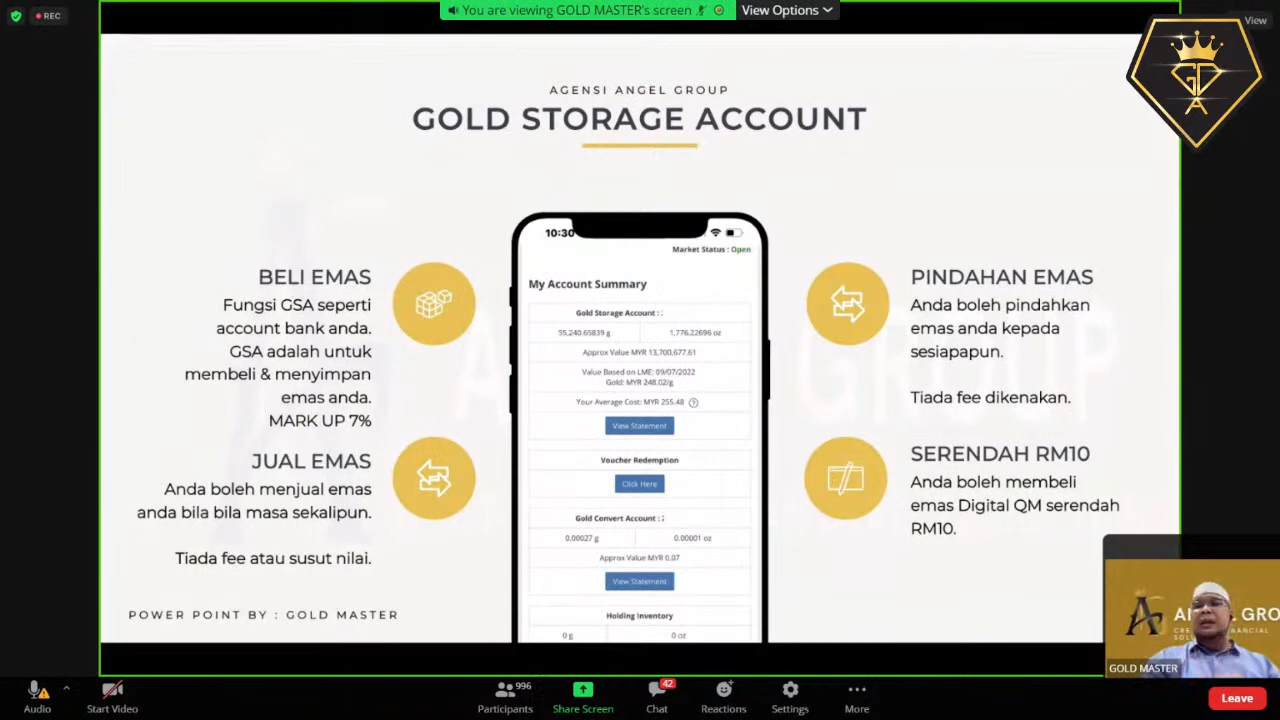 REC
You are viewing GOLD MASTER's screen
View Options
View
AGENSI ANGEL GROUP
GOLD STORAGE ACCOUNT
BELI EMAS
Fungsi GSA seperti
account bank anda.
GSA adalah untuk
membeli & menyimpan
emas anda.
MARK UP 7%
JUAL EMAS
Anda boleh menjual emas
anda bila bila masa sekalipun.
Tiada fee atau susut nilai.
POWER POINT BY : GOLD MASTER
10:30
Market Status : Open
My Account Summary
Gold Storage Account :
55,240.65839 g
1,776.22696 oz
Approx Value MYR 13,700,677.61
Value Based on LME: 09/07/2022
Gold: MYR 248.02/g
Your Average Cost: MYR 255.48 ?
View Statement
Voucher Redemption
Click Here
Gold Convert Account :
0.00027 g
0.00001 oz
Approx Value MYR 0.07
View Statement
Holding Inventory
0 g
0 oz
PINDAHAN EMAS
Anda boleh pindahkan
emas anda kepada
sesiapapun.
Tiada fee dikenakan.
SERENDAH RM10
Anda boleh membeli
emas Digital QM serendah
RM10.
GOLD MASTER
Audio
Start Video
996
Participants
Share Screen
42
Chat
Reactions
Settings
More
Leave